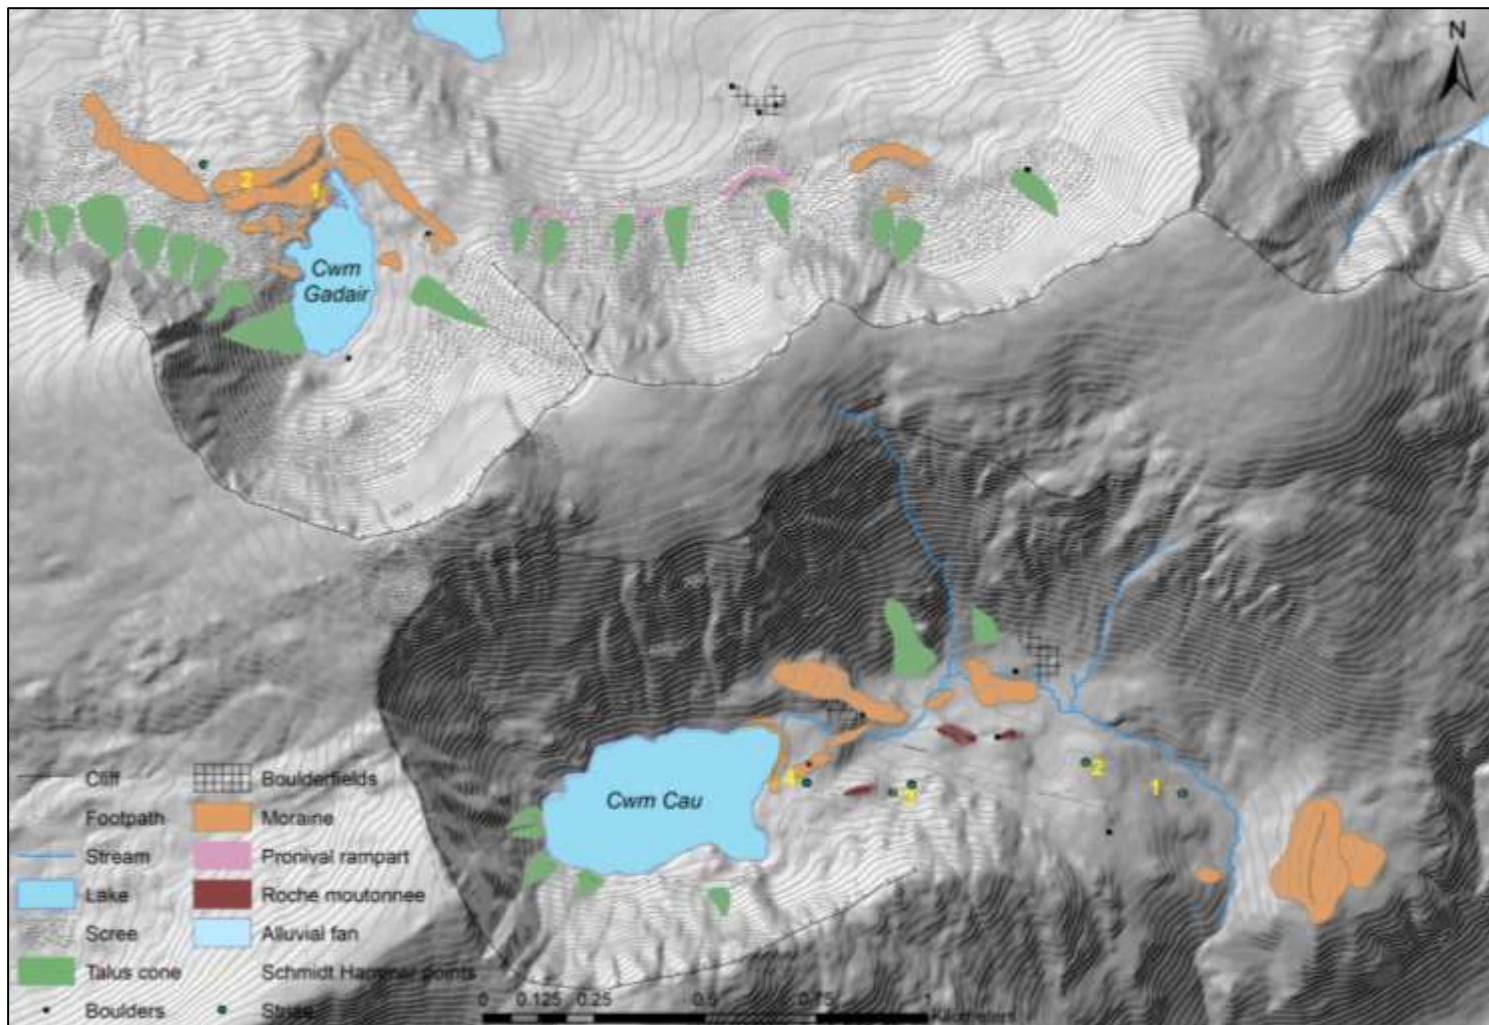 N
2
1
Cwm
Gadair
Cwm Cau
4
3
2
1
Cliff
Footpath
Stream
Lake
Scree
Talus cone
Boulders
Boulderfields
Moraine
Pronival rampart
Roche moutonnee
Alluvial fan
Schmidt Hammer points
Striae
0 0.125 0.25 0.5 0.75 1
Kilometers